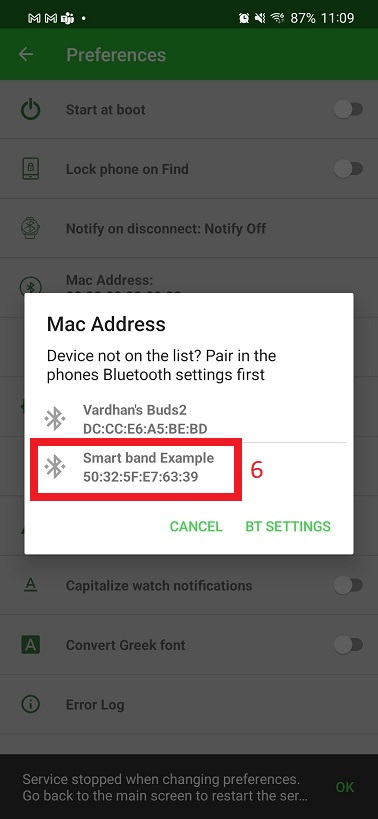 87% 11:09
Preferences
Start at boot
Lock phone on Find
Notify on disconnect: Notify Off
Mac Address:
Mac Address
Device not on the list? Pair in the
phones Bluetooth settings first
Vardhan's Buds2
DC:CC:E6:A5:BE:BD
Smart band Example
50:32:5F:E7:63:39
6
CANCEL BT SETTINGS
Capitalize watch notifications
Convert Greek font
Error Log
Service stopped when changing preferences.
Go back to the main screen to restart the ser...
OK